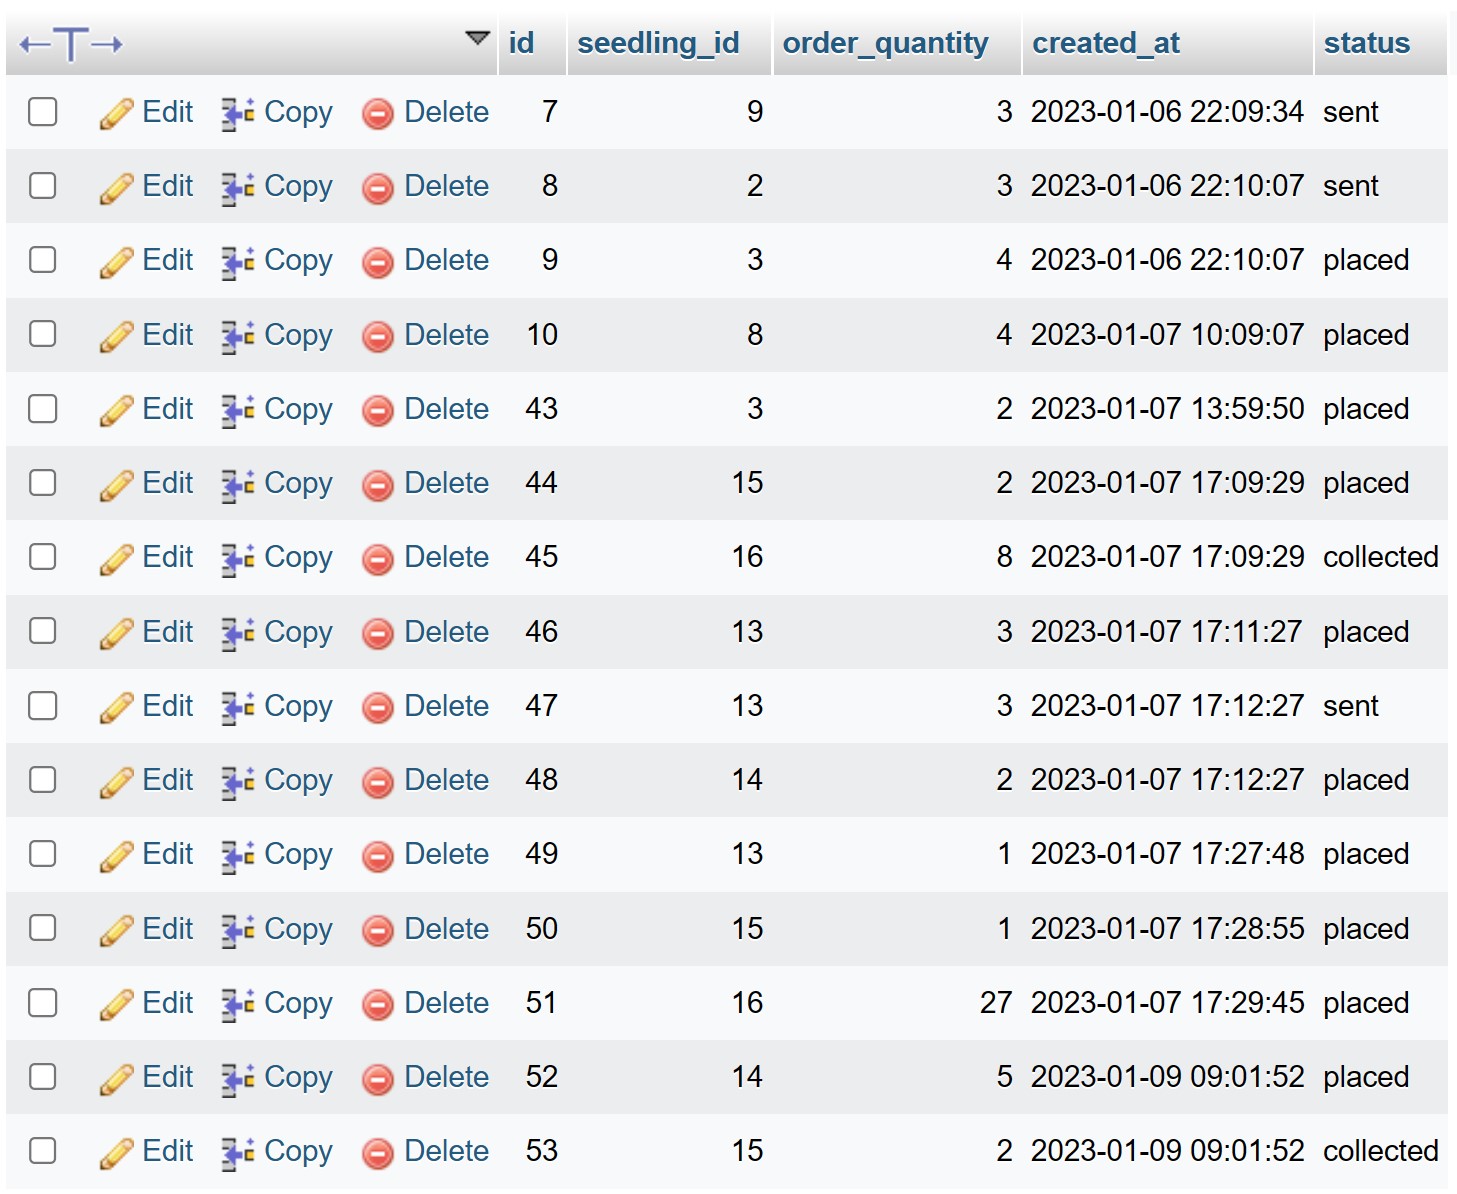 id seedling_id order_quantity created_at status
Edit Copy Delete 7 9 3 2023-01-06 22:09:34 sent
Edit Copy Delete 8 2 3 2023-01-06 22:10:07 sent
Edit Copy Delete 9 3 4 2023-01-06 22:10:07 placed
Edit Copy Delete 10 8 4 2023-01-07 10:09:07 placed
Edit Copy Delete 43 3 2 2023-01-07 13:59:50 placed
Edit Copy Delete 44 15 2 2023-01-07 17:09:29 placed
Edit Copy Delete 45 16 8 2023-01-07 17:09:29 collected
Edit Copy Delete 46 13 3 2023-01-07 17:11:27 placed
Edit Copy Delete 47 13 3 2023-01-07 17:12:27 sent
Edit Copy Delete 48 14 2 2023-01-07 17:12:27 placed
Edit Copy Delete 49 13 1 2023-01-07 17:27:48 placed
Edit Copy Delete 50 15 1 2023-01-07 17:28:55 placed
Edit Copy Delete 51 16 27 2023-01-07 17:29:45 placed
Edit Copy Delete 52 14 5 2023-01-09 09:01:52 placed
Edit Copy Delete 53 15 2 2023-01-09 09:01:52 collected